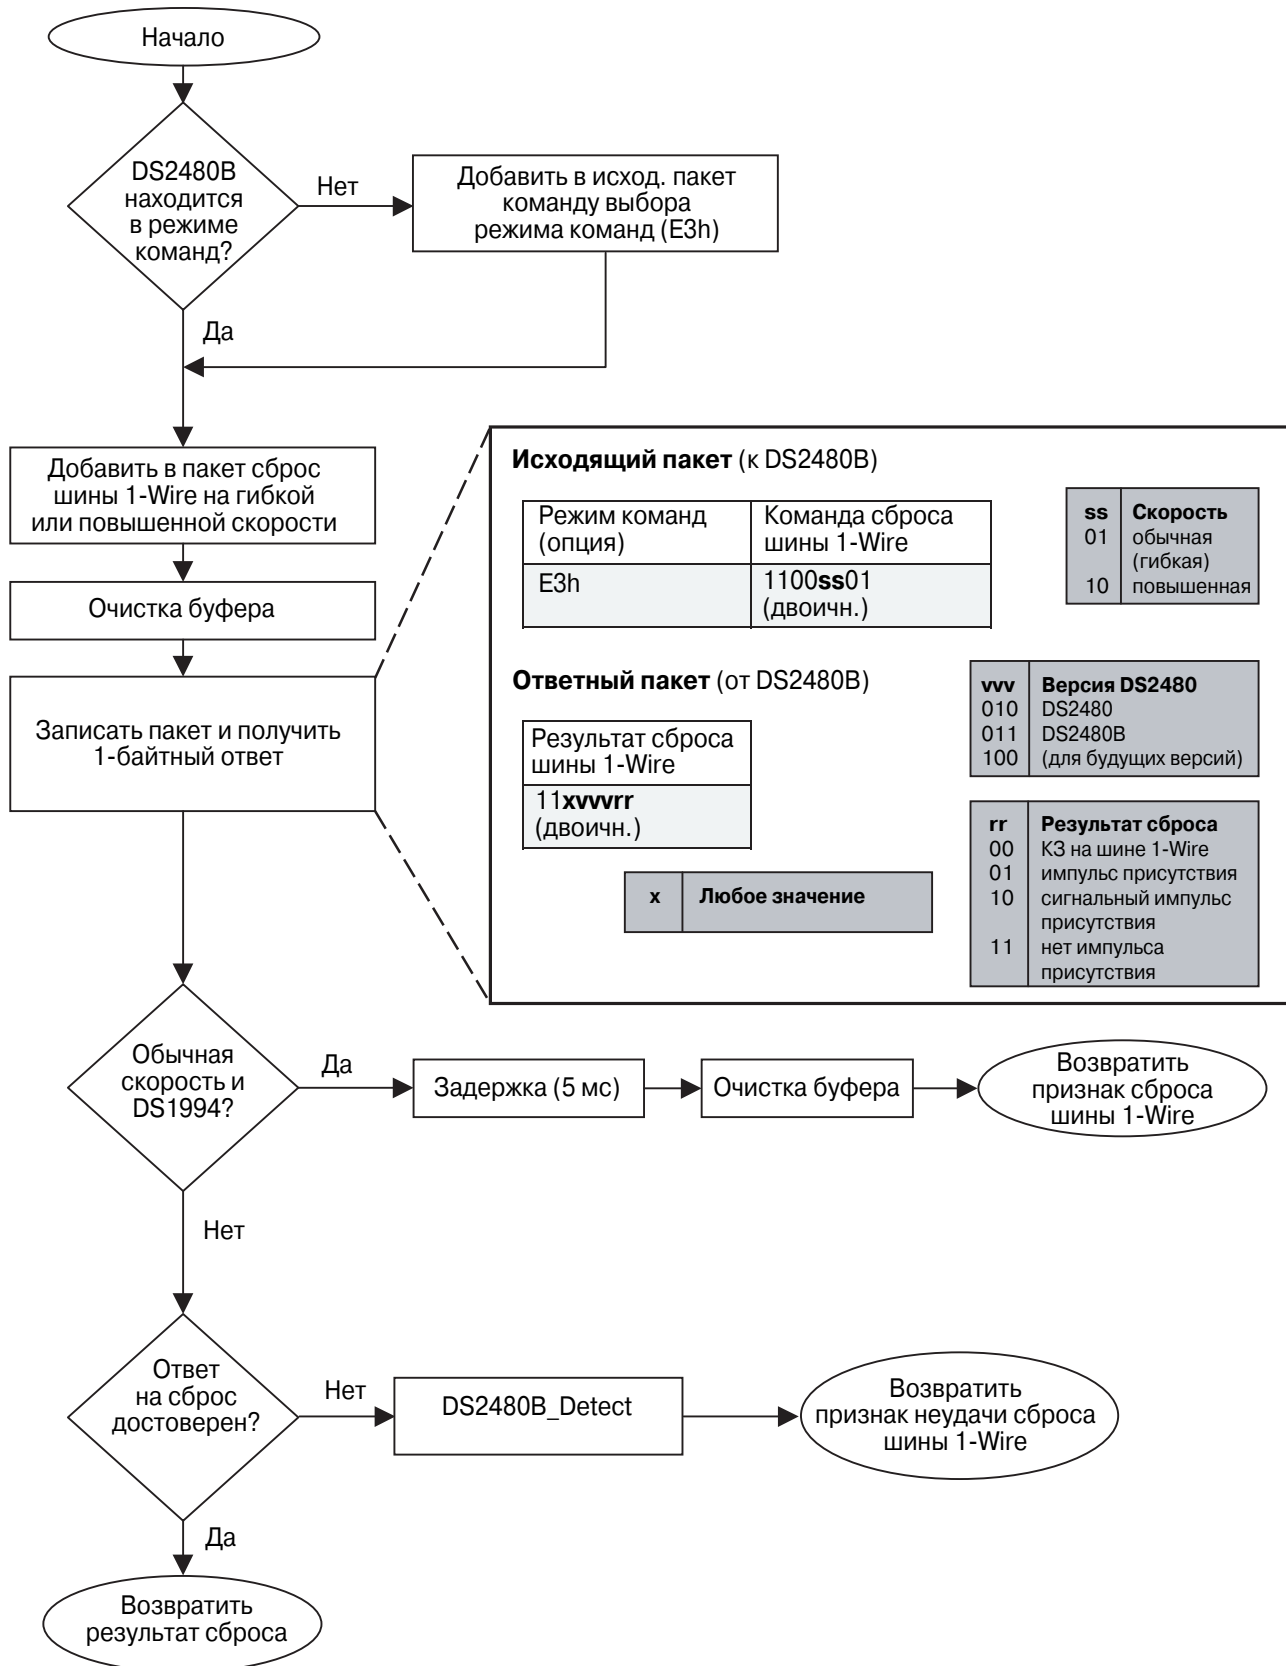 Начало
DS2480B
находится
в режиме
команд?
Нет
Добавить в исход. пакет
команду выбора
режима команд (E3h)
Да
Добавить в пакет сброс
шины 1-Wire на гибкой
или повышенной скорости
Очистка буфера
Записать пакет и получить
1-байтный ответ
Исходящий пакет (к DS2480B)
Режим команд
(опция)
Команда сброса
шины 1-Wire
E3h
1100ss01
(двоичн.)
ss Скорость
01 обычная
(гибкая)
10 повышенная
Ответный пакет (от DS2480B)
Результат сброса
шины 1-Wire
11xvvvrr
(двоичн.)
vvv Версия DS2480
010 DS2480
011 DS2480B
100 (для будущих версий)
x Любое значение
rr Результат сброса
00 КЗ на шине 1-Wire
01 импульс присутствия
10 сигнальный импульс
присутствия
11 нет импульса
присутствия
Обычная
скорость и
DS1994?
Да
Задержка (5 мс)
Очистка буфера
Возвратить
признак сброса
шины 1-Wire
Нет
Ответ
на сброс
достоверен?
Нет
DS2480B_Detect
Возвратить
признак неудачи сброса
шины 1-Wire
Да
Возвратить
результат сброса